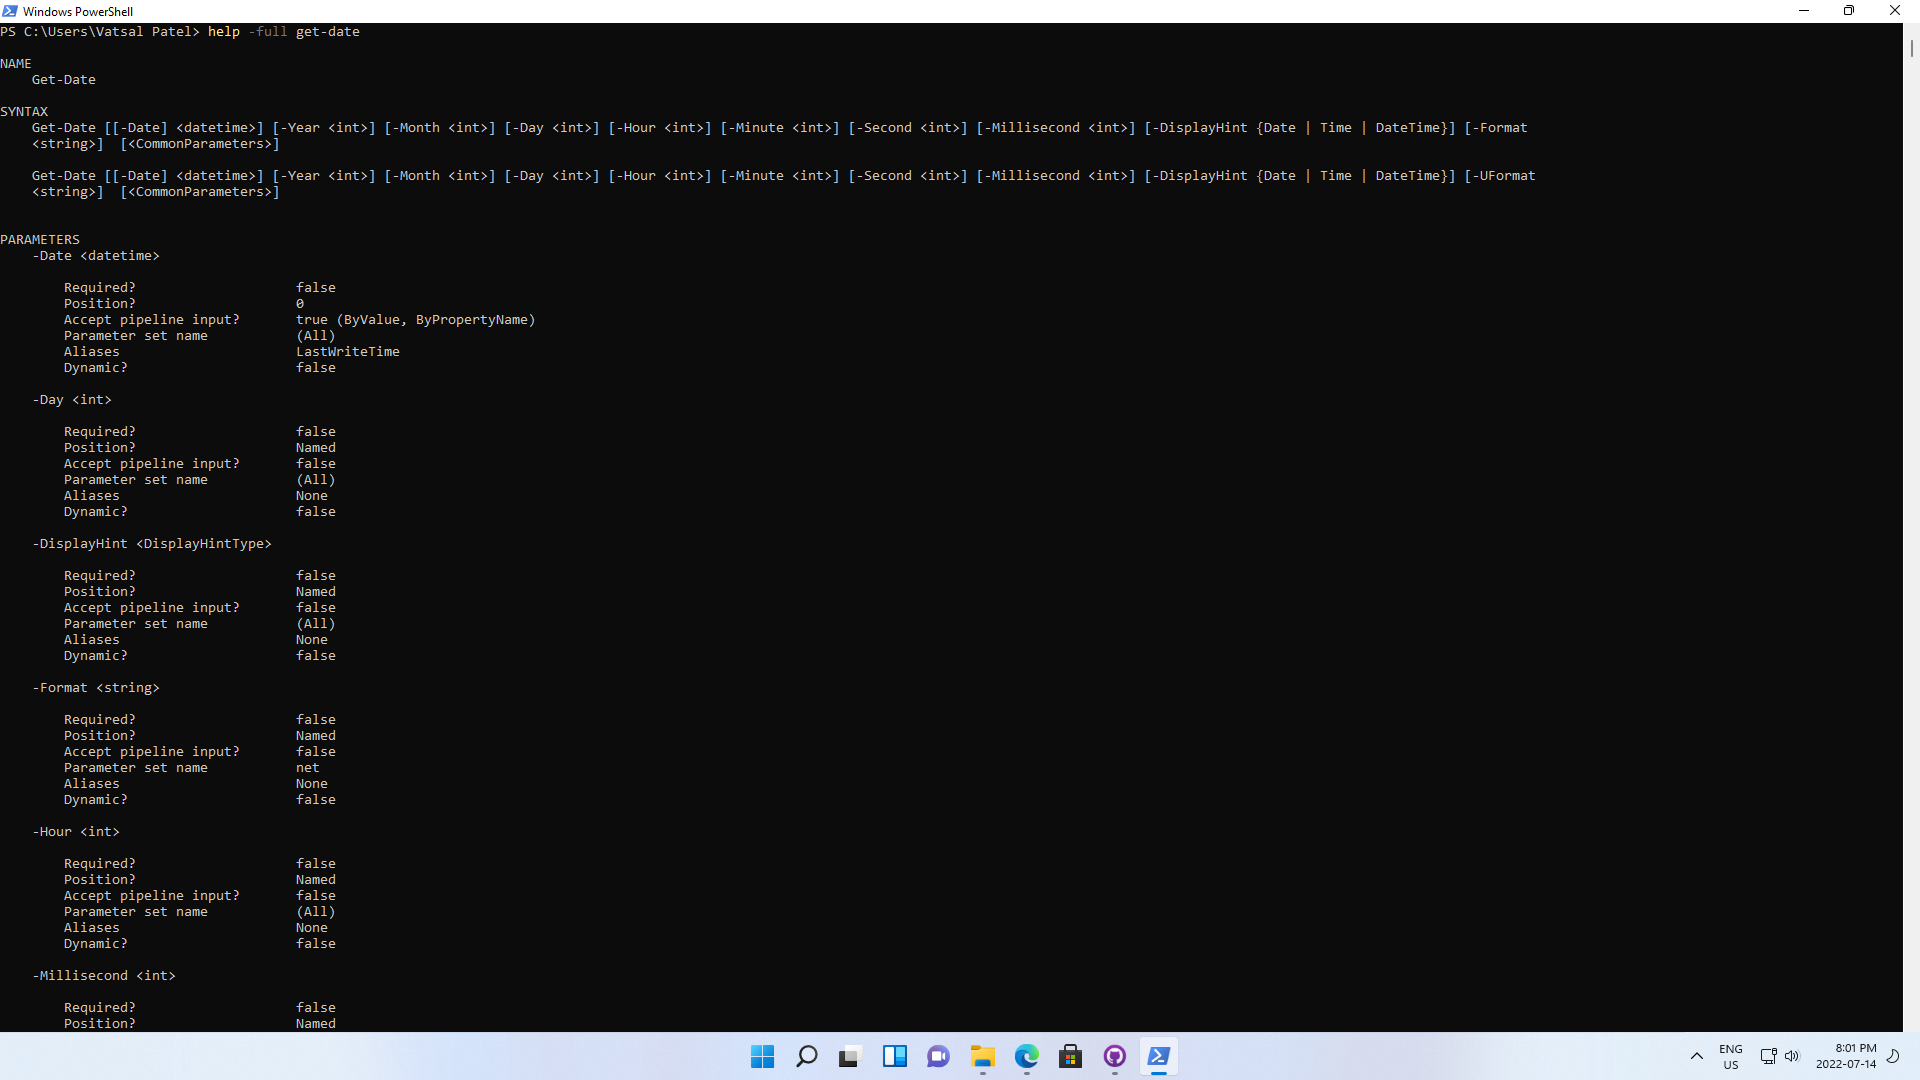 Windows PowerShell
PS C:\Users\Vatsal Patel> help -full get-date
NAME
    Get-Date
SYNTAX
    Get-Date [[-Date] <datetime>] [-Year <int>] [-Month <int>] [-Day <int>] [-Hour <int>] [-Minute <int>] [-Second <int>] [-Millisecond <int>] [-DisplayHint {Date | Time | DateTime}] [-Format
    <string>]  [<CommonParameters>]
    Get-Date [[-Date] <datetime>] [-Year <int>] [-Month <int>] [-Day <int>] [-Hour <int>] [-Minute <int>] [-Second <int>] [-Millisecond <int>] [-DisplayHint {Date | Time | DateTime}] [-UFormat
    <string>]  [<CommonParameters>]
PARAMETERS
    -Date <datetime>
        Required?                    false
        Position?                    0
        Accept pipeline input?       true (ByValue, ByPropertyName)
        Parameter set name           (All)
        Aliases                      LastWriteTime
        Dynamic?                     false
    -Day <int>
        Required?                    false
        Position?                    Named
        Accept pipeline input?       false
        Parameter set name           (All)
        Aliases                      None
        Dynamic?                     false
    -DisplayHint <DisplayHintType>
        Required?                    false
        Position?                    Named
        Accept pipeline input?       false
        Parameter set name           (All)
        Aliases                      None
        Dynamic?                     false
    -Format <string>
        Required?                    false
        Position?                    Named
        Accept pipeline input?       false
        Parameter set name           net
        Aliases                      None
        Dynamic?                     false
    -Hour <int>
        Required?                    false
        Position?                    Named
        Accept pipeline input?       false
        Parameter set name           (All)
        Aliases                      None
        Dynamic?                     false
    -Millisecond <int>
        Required?                    false
        Position?                    Named
ENG
US
8:01 PM
2022-07-14